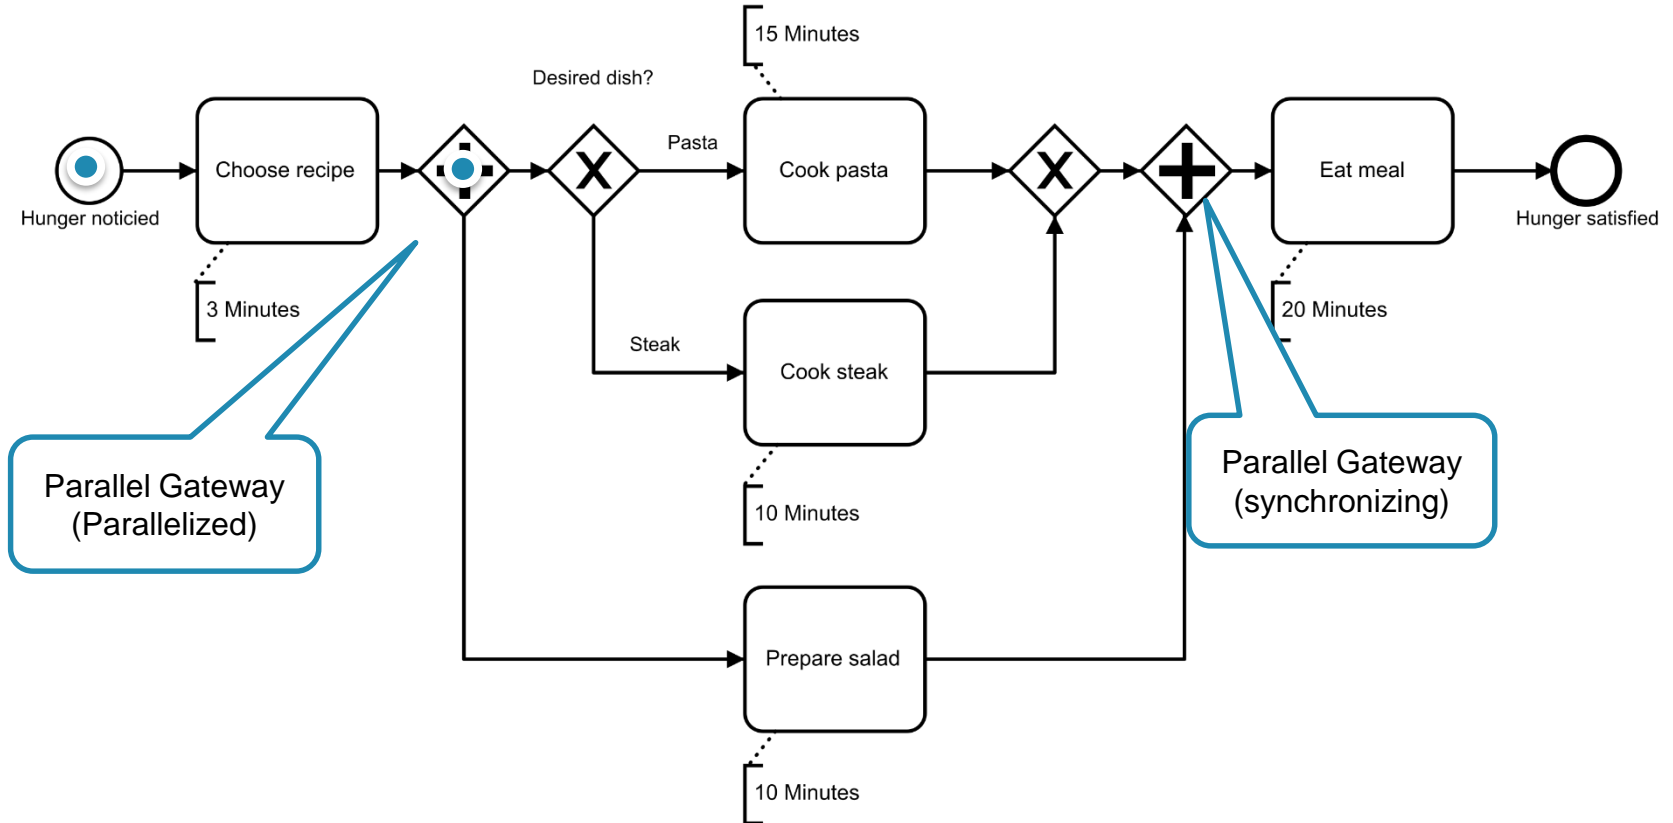 15 Minutes
Desired dish?
Pasta
Choose recipe
X
Cook pasta
X
Eat meal
Hunger noticied
Hunger satisfied
3 Minutes
20 Minutes
Steak
Cook steak
Parallel Gateway
(Parallelized)
Parallel Gateway
(synchronizing)
10 Minutes
Prepare salad
10 Minutes